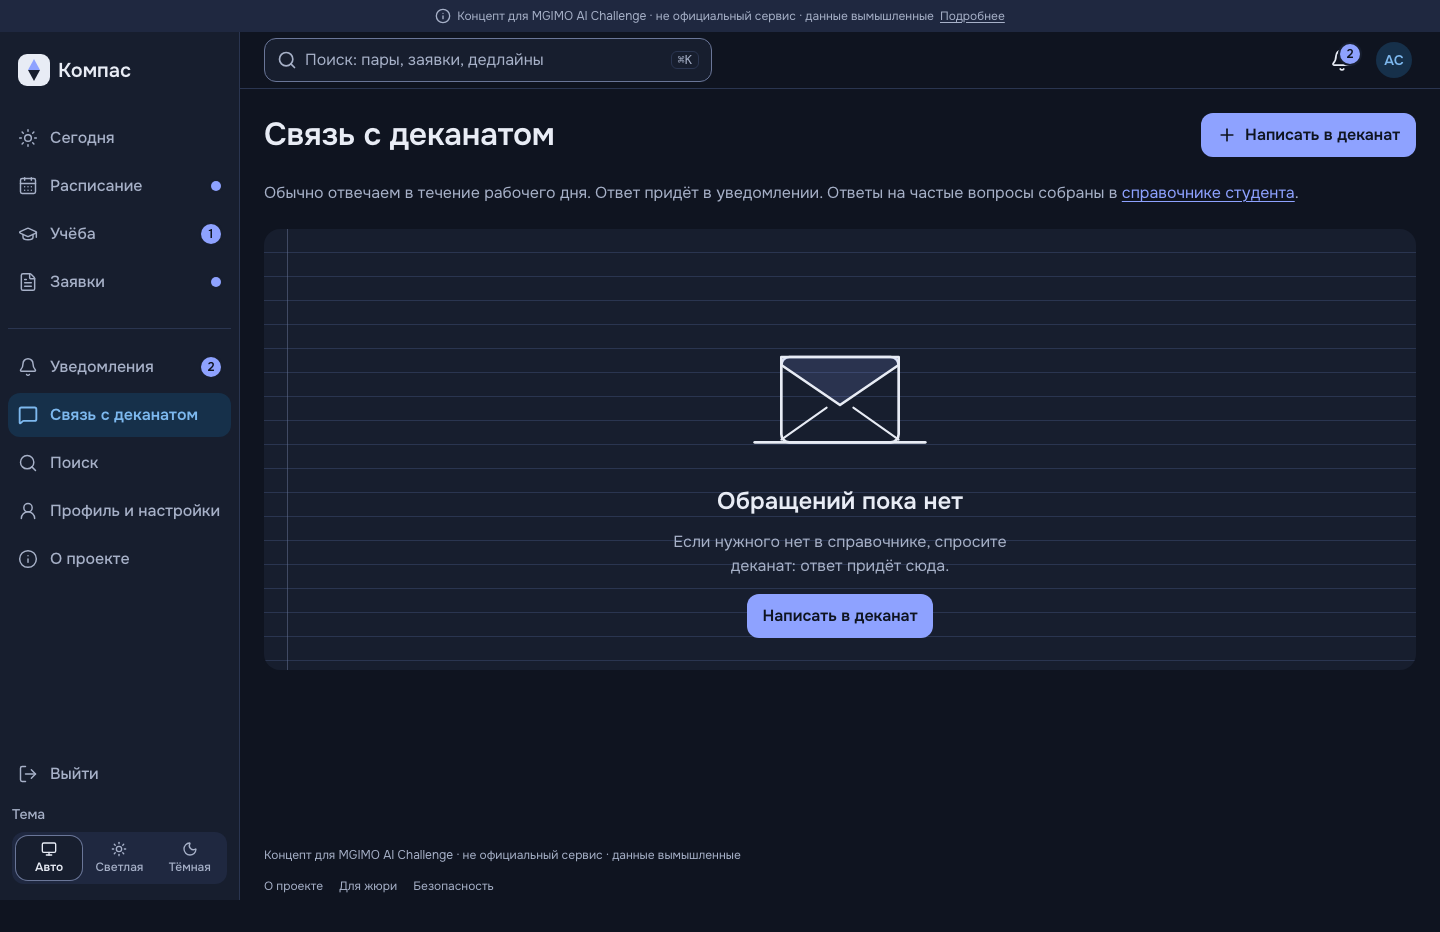 Концепт для MGIMO AI Challenge · не официальный сервис · данные вымышленные Подробнее
Компас
Поиск: пары, заявки, дедлайны
⌘K
2
АС
Сегодня
Расписание
Учёба
1
Заявки
Уведомления
2
Связь с деканатом
Поиск
Профиль и настройки
О проекте
Выйти
Тема
Авто
Светлая
Тёмная
Связь с деканатом
Написать в деканат
Обычно отвечаем в течение рабочего дня. Ответ придёт в уведомлении. Ответы на частые вопросы собраны в справочнике студента.
Обращений пока нет
Если нужного нет в справочнике, спросите
деканат: ответ придёт сюда.
Написать в деканат
Концепт для MGIMO AI Challenge · не официальный сервис · данные вымышленные
О проекте
Для жюри
Безопасность